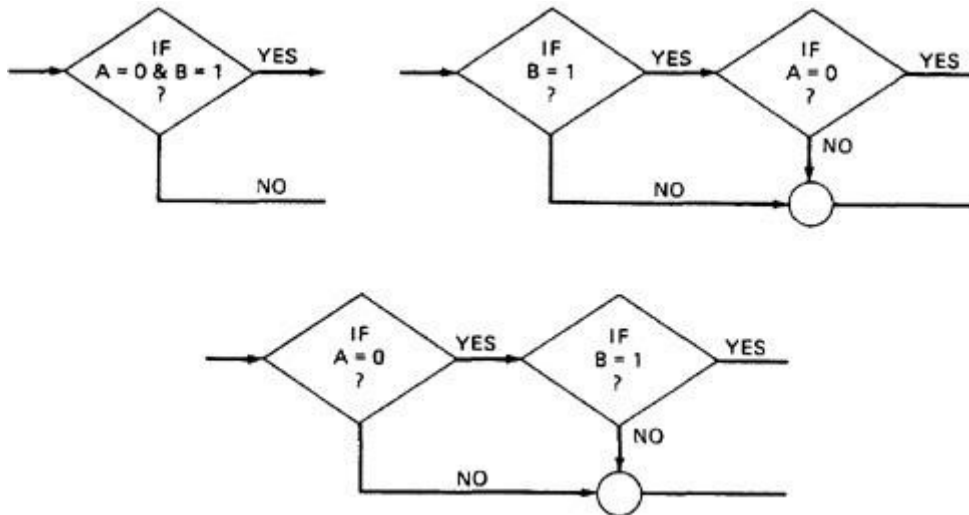 IF
A = 0 & B = 1
?
YES
NO
IF
B = 1
?
YES
IF
A = 0
?
YES
NO
NO
IF
A = 0
?
YES
IF
B = 1
?
YES
NO
NO